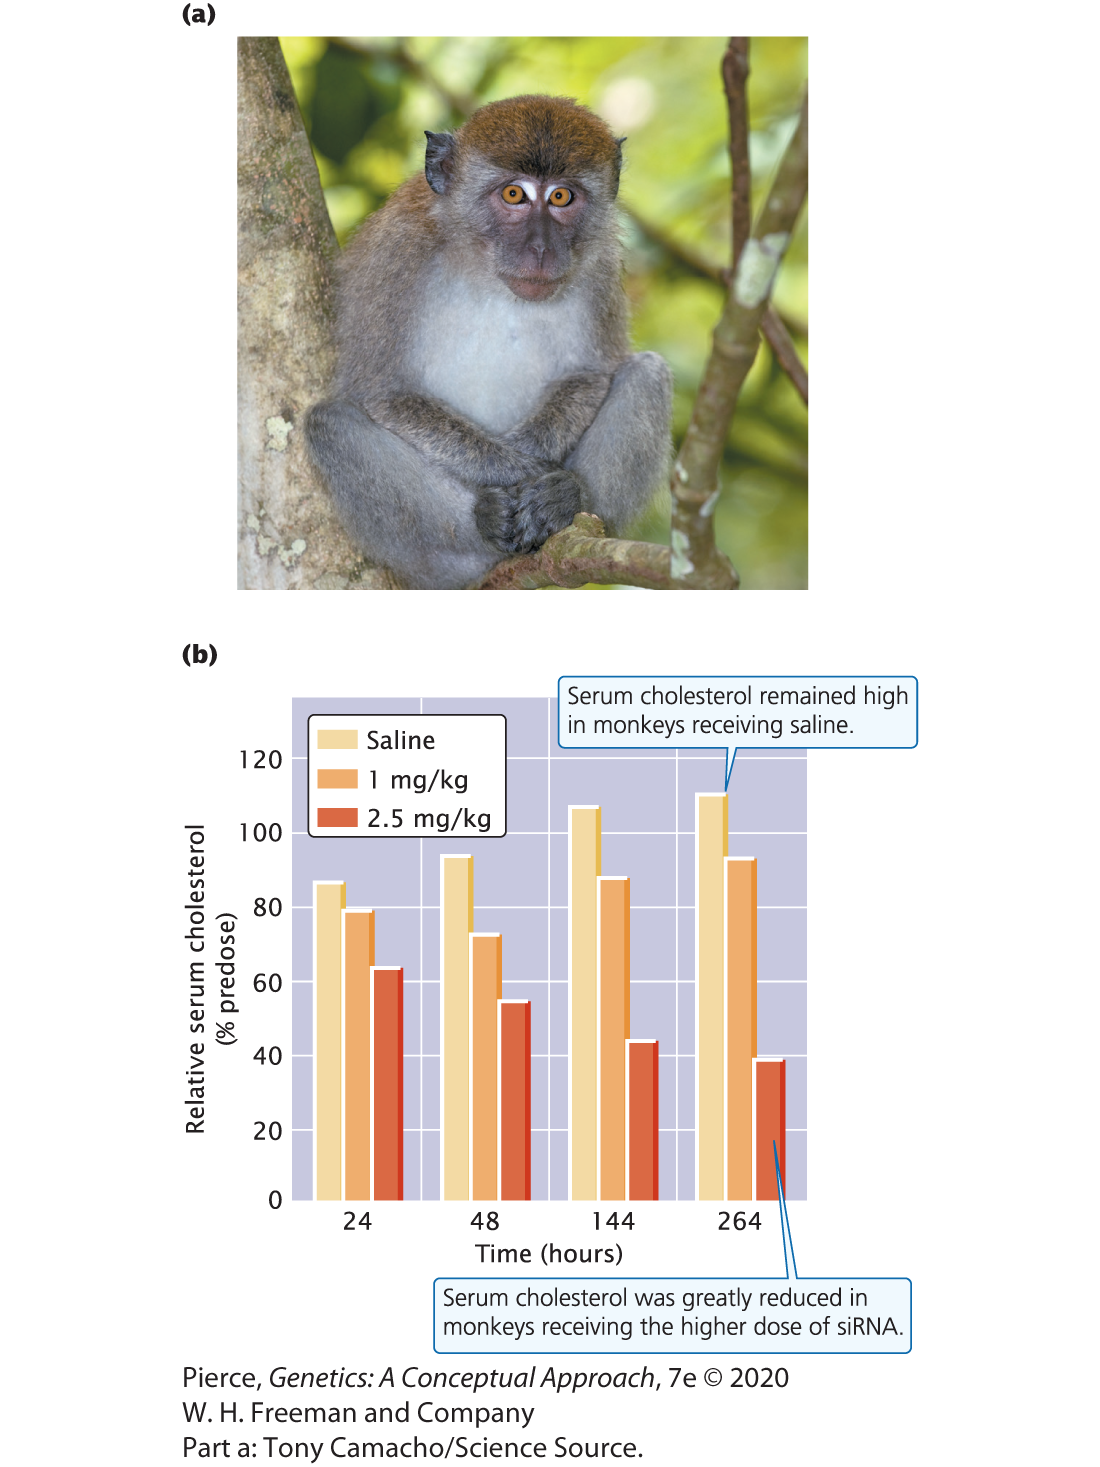 (a)
(b)
Serum cholesterol remained high
in monkeys receiving saline.
Saline
1 mg/kg
2.5 mg/kg
Relative serum cholesterol
(% predose)
120
100
80
60
40
20
0
24 48 144 264
Time (hours)
Serum cholesterol was greatly reduced in
monkeys receiving the higher dose of siRNA.
Pierce, Genetics: A Conceptual Approach, 7e © 2020
W. H. Freeman and Company
Part a: Tony Camacho/Science Source.